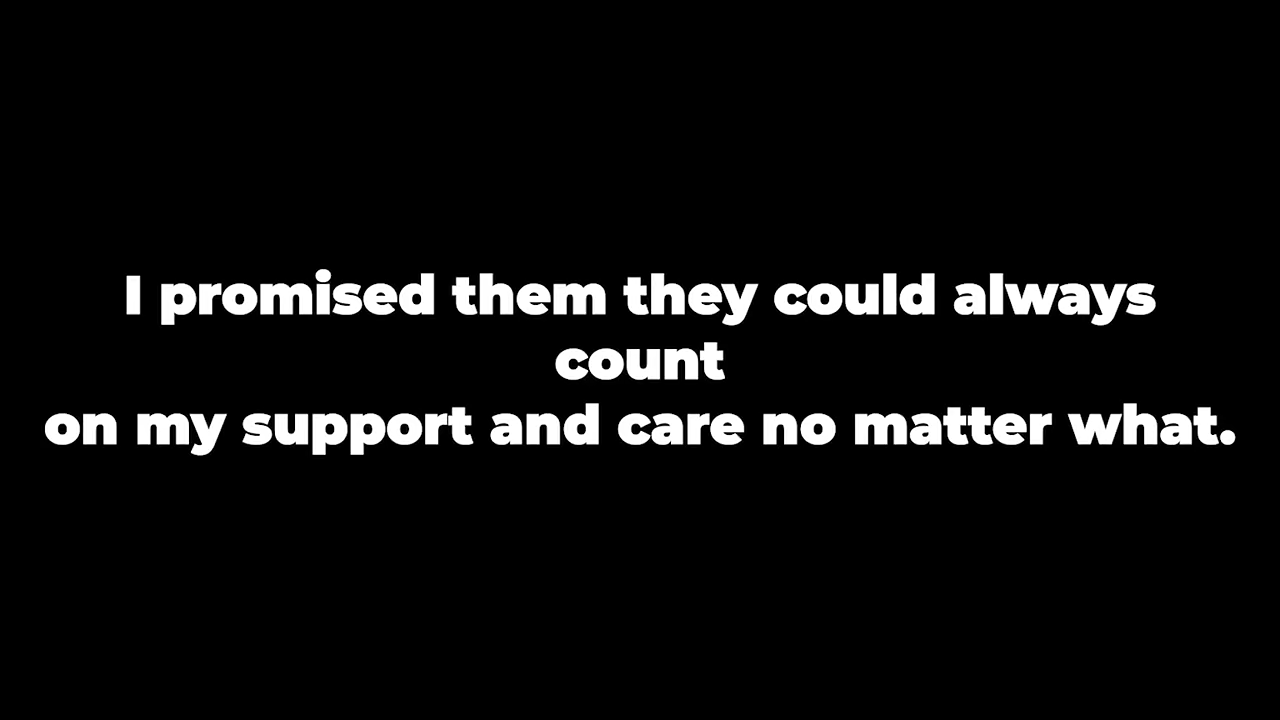 I promised them they could always
count
on my support and care no matter what.